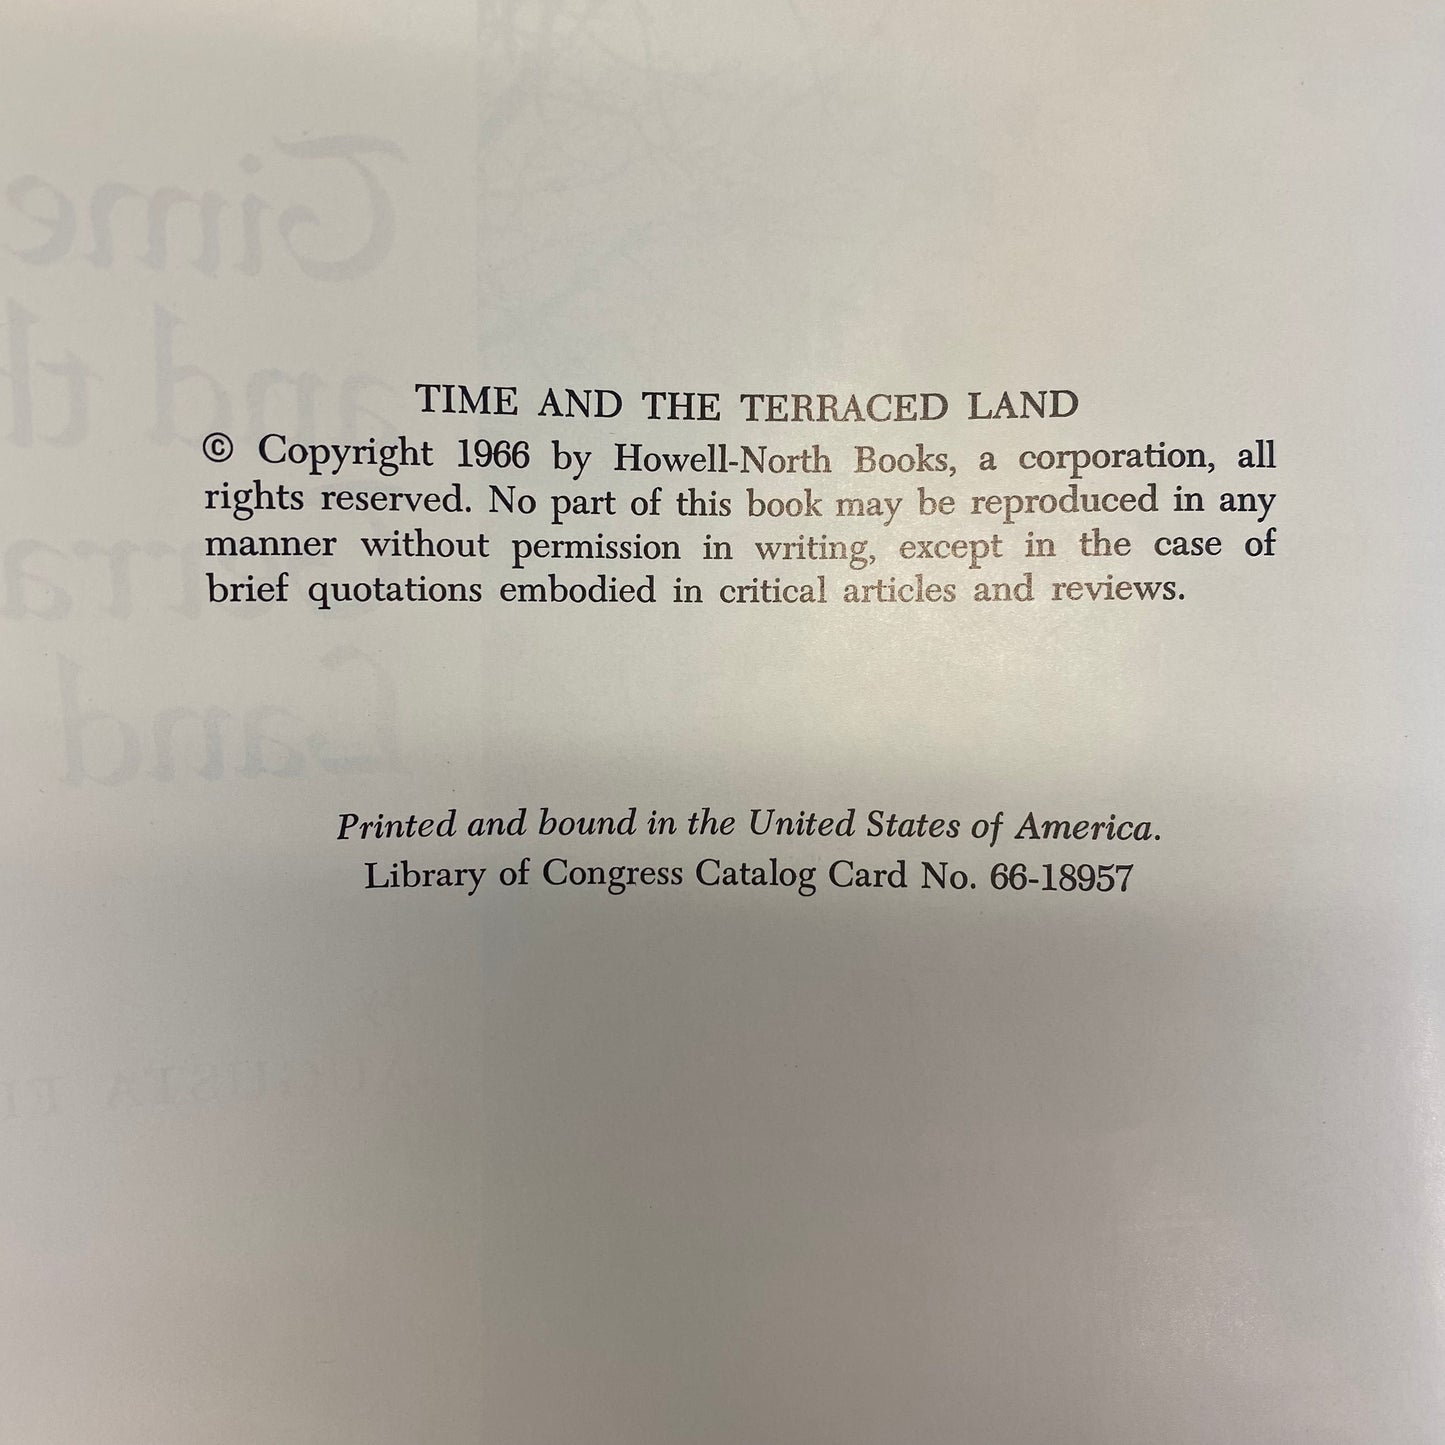 TIME AND THE TERRACED LAND
© Copyright 1966 by Howell-North Books, a corporation, all
rights reserved. No part of this book may be reproduced in any
manner without permission in writing, except in the case of
brief quotations embodied in critical articles and reviews.
Printed and bound in the United States of America.
Library of Congress Catalog Card No. 66-18957